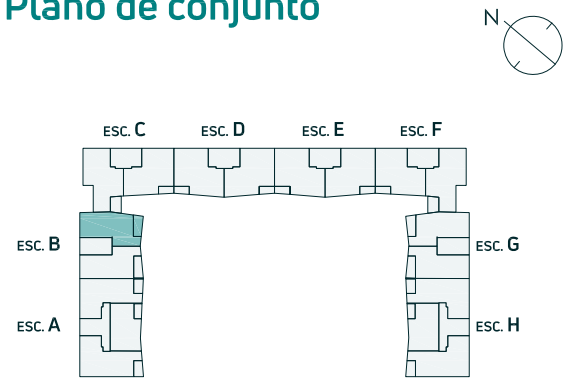 Plano de conjunto
N
ESC. C
ESC. D
ESC. E
ESC. F
ESC. B
ESC. G
ESC. A
ESC. H